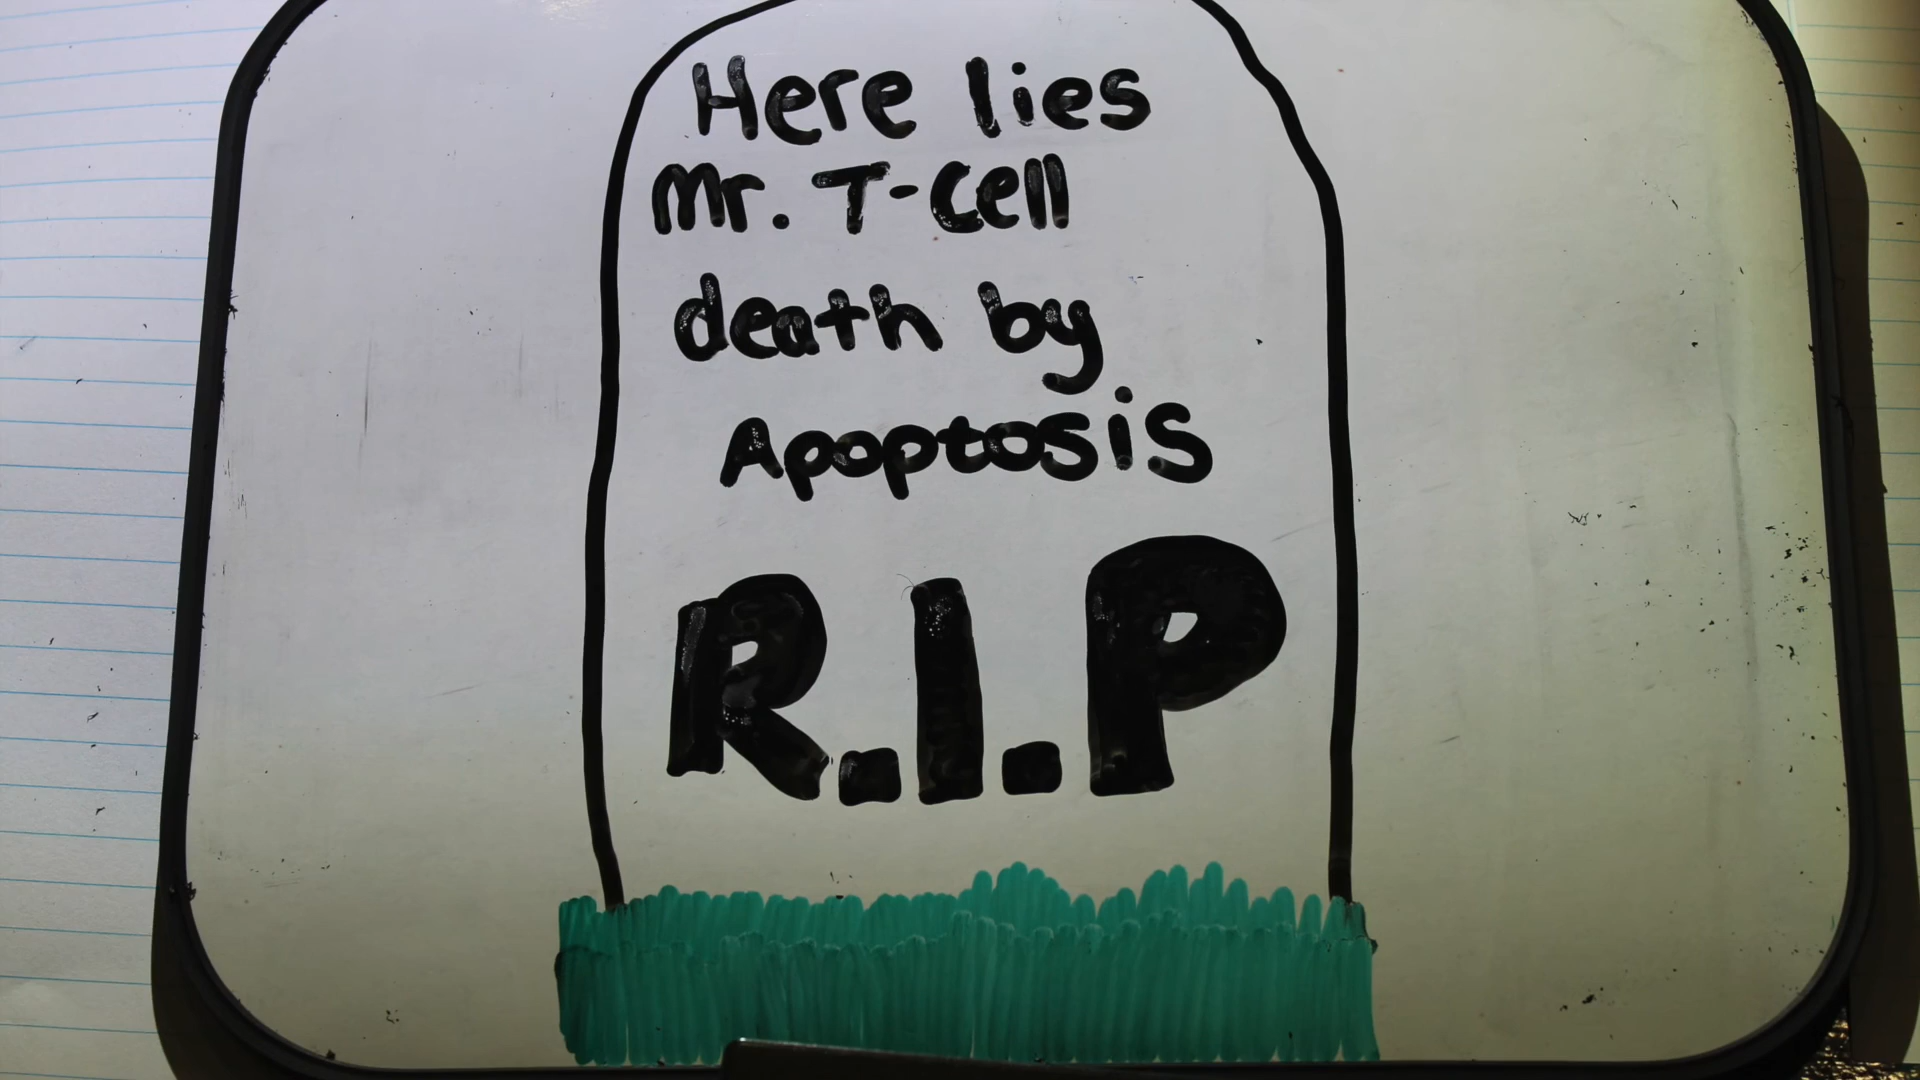 Here lies
Mr. T-Cell
death by
Apoptosis
R.I.P